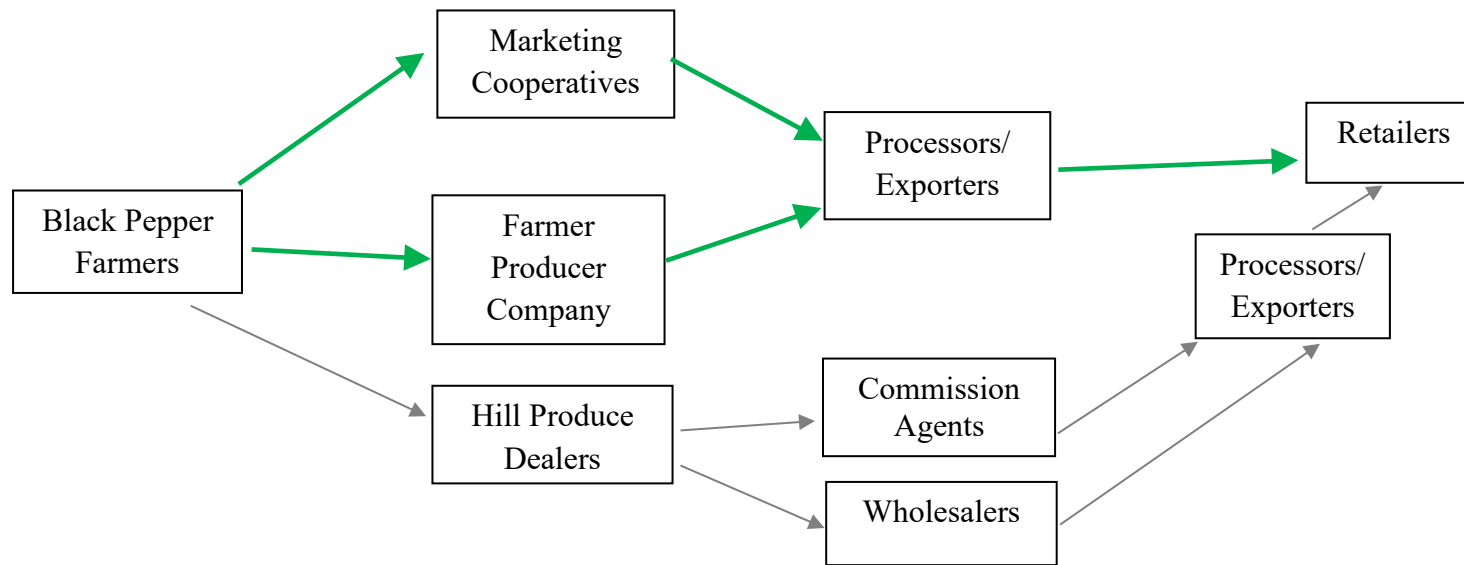 Marketing
Cooperatives
Processors/
Exporters
Retailers
Black Pepper
Farmers
Farmer
Producer
Company
Processors/
Exporters
Hill Produce
Dealers
Commission
Agents
Wholesalers